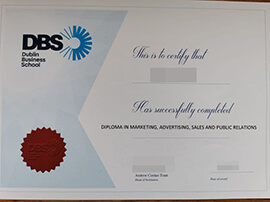 DBS
Dublin
Business
School
This is to certify that
Has successfully completed
DIPLOMA IN MARKETING, ADVERTISING, SALES AND PUBLIC RELATIONS
DBS